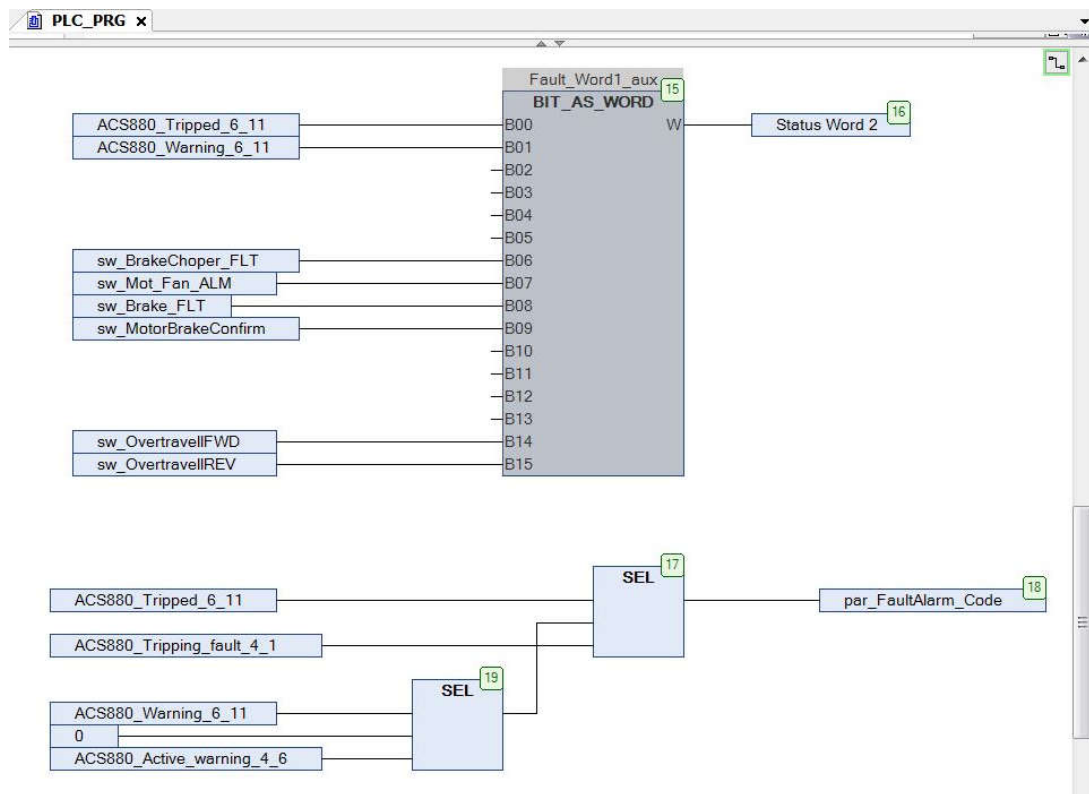 PLC_PRG
Fault_Word1_aux
15
BIT_AS_WORD
16
ACS880_Tripped_6_11 B00 W Status Word 2
ACS880_Warning_6_11 B01
B02
B03
B04
B05
sw_BrakeChoper_FLT B06
sw_Mot_Fan_ALM B07
sw_Brake_FLT B08
sw_MotorBrakeConfirm B09
B10
B11
B12
B13
sw_OvertravellFWD B14
sw_OvertravellREV B15
SEL 17
18
ACS880_Tripped_6_11 par_FaultAlarm_Code
ACS880_Tripping_fault_4_1
SEL 19
ACS880_Warning_6_11
0
ACS880_Active_warning_4_6